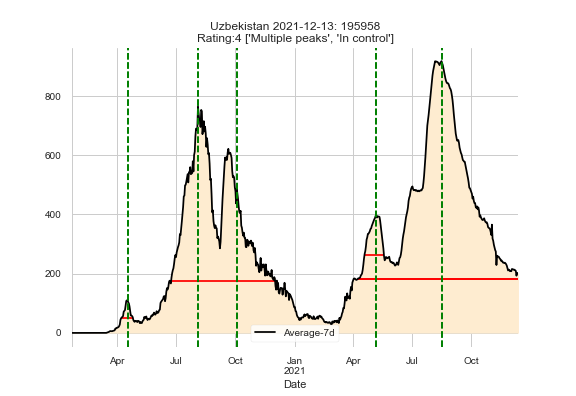 Uzbekistan 2021-12-13: 195958
Rating:4 ['Multiple peaks', 'In control']
800
600
400
200
0
Average-7d
Apr
Jul
Oct
Jan
2021
Apr
Jul
Oct
Date